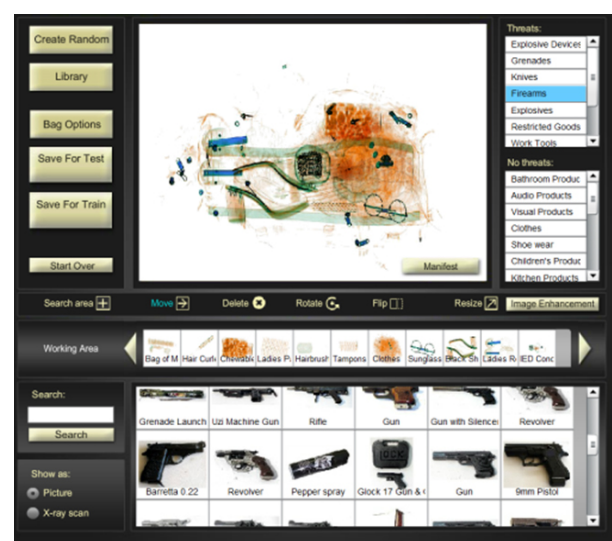 Create Random
Library
Bag Options
Save For Test
Save For Train
Start Over
Manifest
Threats:
Explosive Devices
Grenades
Knives
Firearms
Explosives
Restricted Goods
Work Tools
No threats:
Bathroom Produc
Audio Products
Visual Products
Clothes
Shoe wear
Children's Produc
Kitchen Products
Search area
Move
Delete
Rotate
Flip
Resize
Image Enhancement
Working Area
Bag of M
Hair Curl
Ladies P
Hairbrush
Tampons
Clothes
Sunglass
Black Sh
Ladies R
IED Conc
Search:
Search
Show as:
Picture
X-ray scan
Grenade Launch
Uzi Machine Gun
Rifle
Gun
Gun with Silencer
Revolver
Barretta 0.22
Revolver
Pepper spray
Glock 17 Gun &
Gun
9mm Pistol